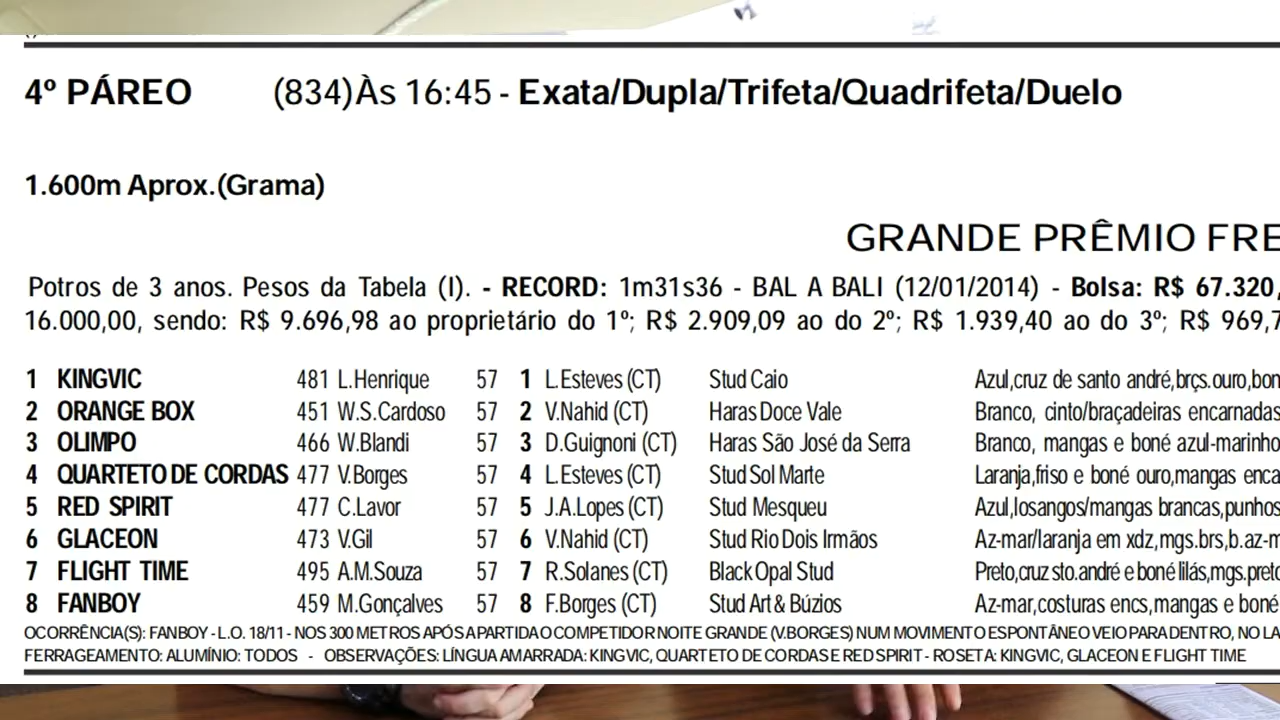 4º PÁREO (834)Às 16:45 - Exata/Dupla/Trifeta/Quadrifeta/Duelo
1.600m Aprox.(Grama)
GRANDE PRÊMIO FRE
Potros de 3 anos. Pesos da Tabela (I). - RECORD: 1m31s36 - BAL A BALI (12/01/2014) - Bolsa: R$ 67.320,
16.000,00, sendo: R$ 9.696,98 ao proprietário do 1º; R$ 2.909,09 ao do 2º; R$ 1.939,40 ao do 3º; R$ 969,7
1 KINGVIC 481 L.Henrique 57 1 L.Esteves (CT) Stud Caio Azul,cruz de santo andré,brçs.ouro,bon
2 ORANGE BOX 451 W.S.Cardoso 57 2 V.Nahid (CT) Haras Doce Vale Branco, cinto/braçadeiras encarnadas
3 OLIMPO 466 W.Blandi 57 3 D.Guignoni (CT) Haras São José da Serra Branco, mangas e boné azul-marinho
4 QUARTETO DE CORDAS 477 V.Borges 57 4 L.Esteves (CT) Stud Sol Marte Laranja,friso e boné ouro,mangas enca
5 RED SPIRIT 477 C.Lavor 57 5 J.A.Lopes (CT) Stud Mesqueu Azul,losangos/mangas brancas,punhos
6 GLACEON 473 V.Gil 57 6 V.Nahid (CT) Stud Rio Dois Irmãos Az-mar/laranja em xdz,mgs.brs,b.az-m
7 FLIGHT TIME 495 A.M.Souza 57 7 R.Solanes (CT) Black Opal Stud Preto,cruz sto.andré e boné lilás,mgs.preto
8 FANBOY 459 M.Gonçalves 57 8 F.Borges (CT) Stud Art & Búzios Az-mar,costuras encs,mangas e boné
OCORRÊNCIA(S): FANBOY - L.O. 18/11 - NOS 300 METROS APÓS A PARTIDA O COMPETIDOR NOITE GRANDE (V.BORGES) NUM MOVIMENTO ESPONTÂNEO VEIO PARA DENTRO, NO LA
FERRAGEAMENTO: ALUMÍNIO: TODOS - OBSERVAÇÕES: LÍNGUA AMARRADA: KINGVIC, QUARTETO DE CORDAS E RED SPIRIT - ROSETA: KINGVIC, GLACEON E FLIGHT TIME